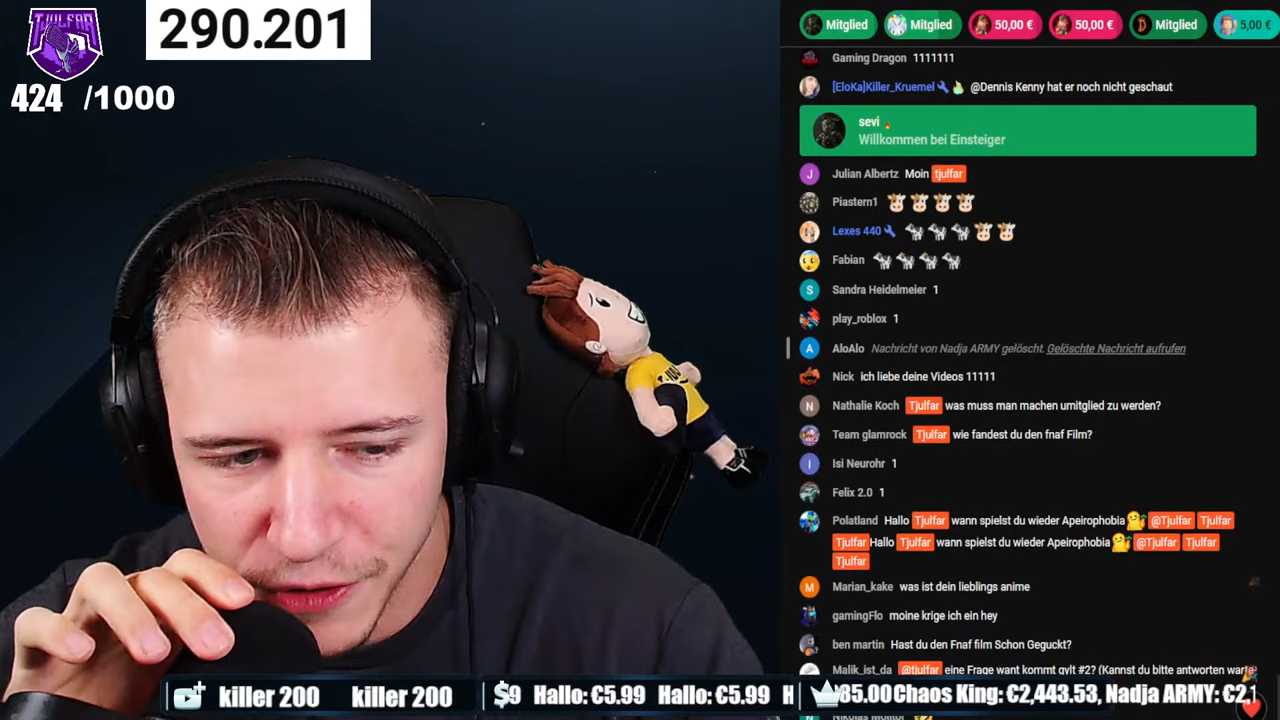 TJULFAR
290.201
424 /1000
Mitglied Mitglied 50,00 € 50,00 € Mitglied 5,00 €
Gaming Dragon 1111111
[EloKa]Killer_Kruemel @Dennis Kenny hat er noch nicht geschaut
sevi
Willkommen bei Einsteiger
J Julian Albertz Moin tjulfar
Piastern1 🐮🐮🐮🐮
Lexes 440 🐄🐄🐄🐮🐮
Fabian 🐄🐄🐄🐄
S Sandra Heidelmeier 1
play_roblox 1
A AloAlo Nachricht von Nadja ARMY gelöscht. Gelöschte Nachricht aufrufen
Nick ich liebe deine Videos 11111
N Nathalie Koch Tjulfar was muss man machen umitglied zu werden?
Team glamrock Tjulfar wie fandest du den fnaf Film?
I Isi Neurohr 1
Felix 2.0 1
Polatland Hallo Tjulfar wann spielst du wieder Apeirophobia @Tjulfar Tjulfar
Tjulfar Hallo Tjulfar wann spielst du wieder Apeirophobia @Tjulfar Tjulfar
Tjulfar
M Marian_kake was ist dein lieblings anime
gamingFlo moine krige ich ein hey
ben martin Hast du den Fnaf film Schon Geguckt?
Malik_ist_da @tjulfar eine Frage want kommt gvlt #2? (Kannst du bitte antworten
killer 200 killer 200 $9 Hallo: €5.99 Hallo: €5.99 H 85.00 Chaos King: €2,443.53, Nadja ARMY: €2,1